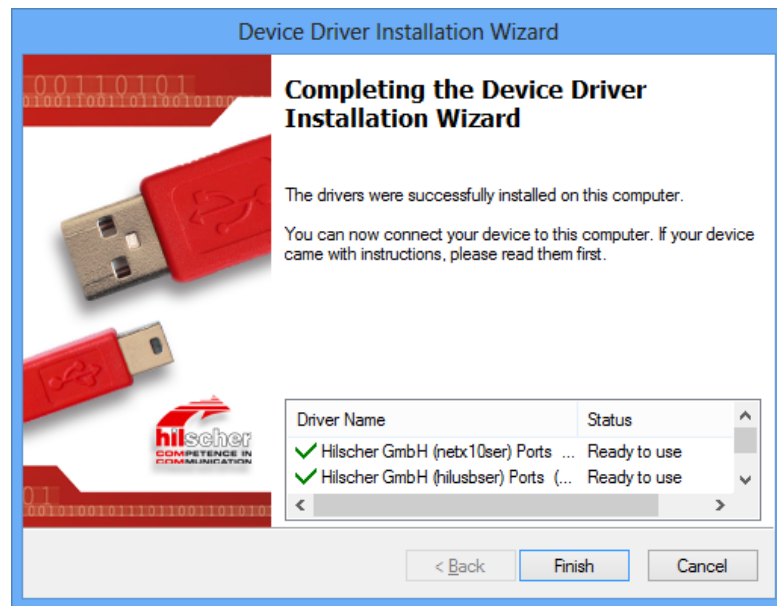 Device Driver Installation Wizard
00110101
Completing the Device Driver
Installation Wizard
The drivers were successfully installed on this computer.
You can now connect your device to this computer. If your device
came with instructions, please read them first.
hilscher
COMPETENCE IN
COMMUNICATION
Driver Name Status
Hilscher GmbH (netx10ser) Ports ... Ready to use
Hilscher GmbH (hilusbser) Ports (... Ready to use
01
< Back Finish Cancel